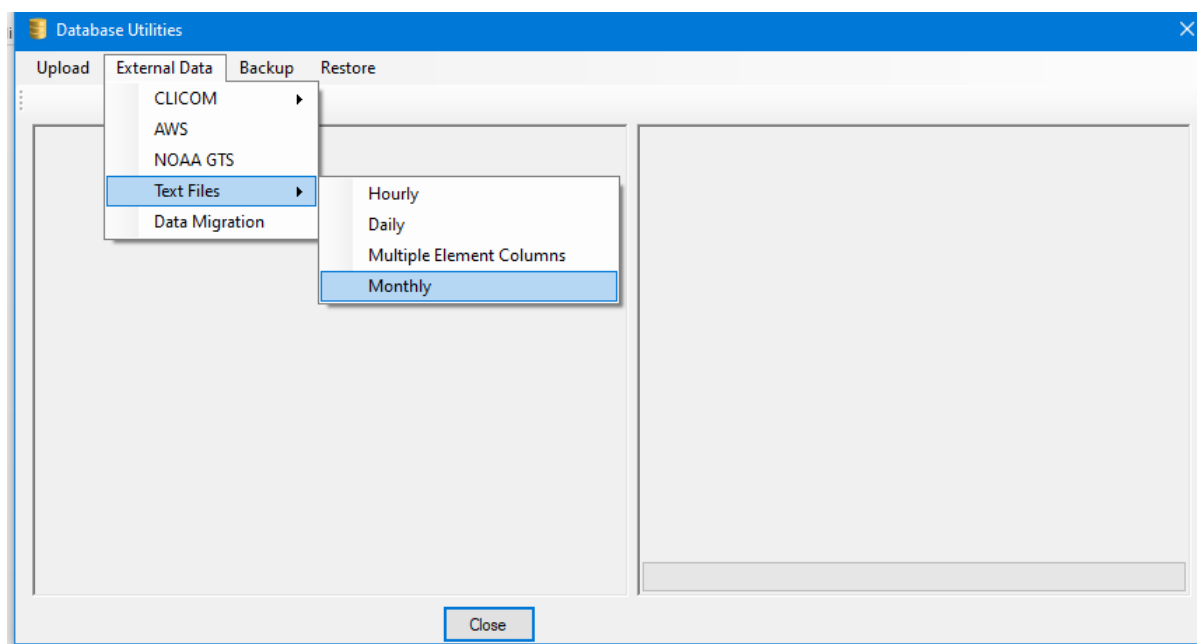 Database Utilities
Upload External Data Backup Restore
CLICOM
AWS
NOAA GTS
Text Files
Data Migration
Hourly
Daily
Multiple Element Columns
Monthly
Close